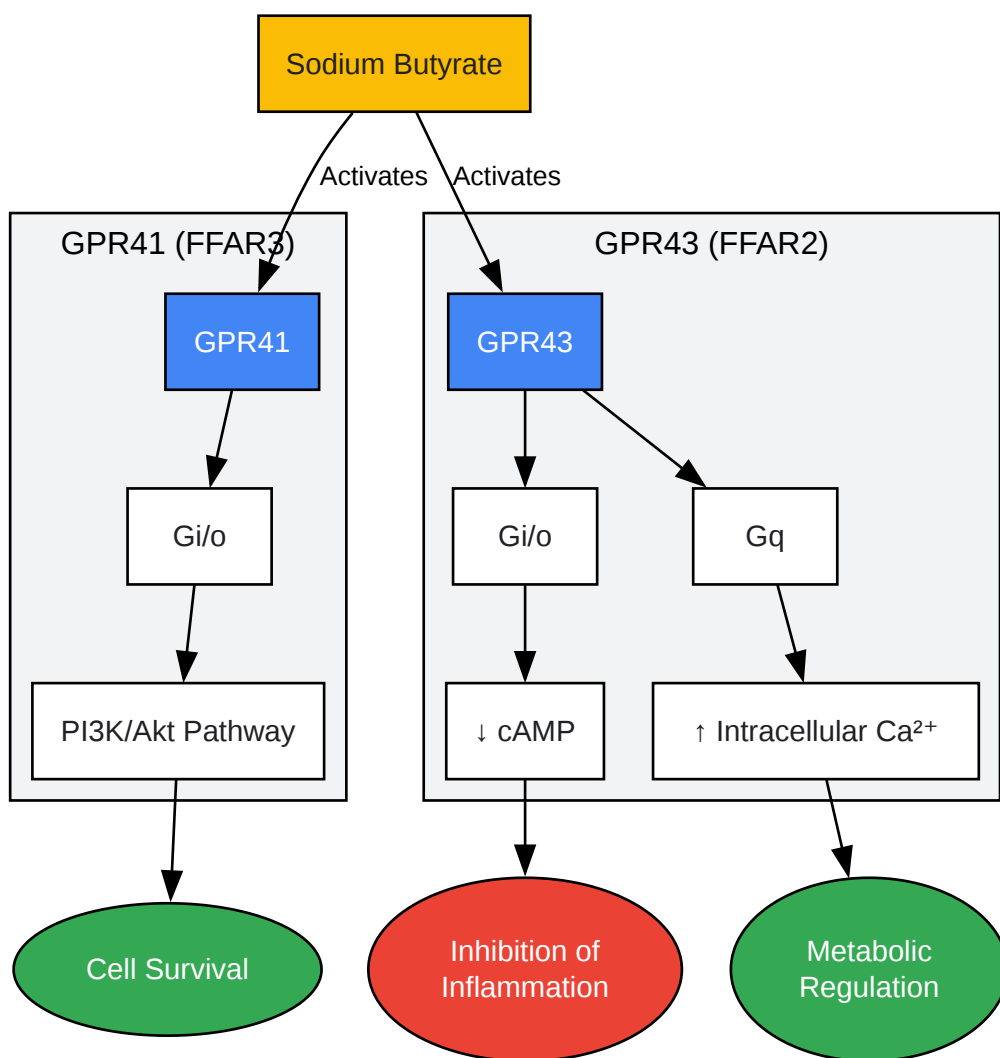 Sodium Butyrate
Activates
Activates
GPR41 (FFAR3)
GPR43 (FFAR2)
GPR41
GPR43
Gi/o
Gi/o
Gq
PI3K/Akt Pathway
↓ cAMP
↑ Intracellular Ca²⁺
Cell Survival
Inhibition of
Inflammation
Metabolic
Regulation